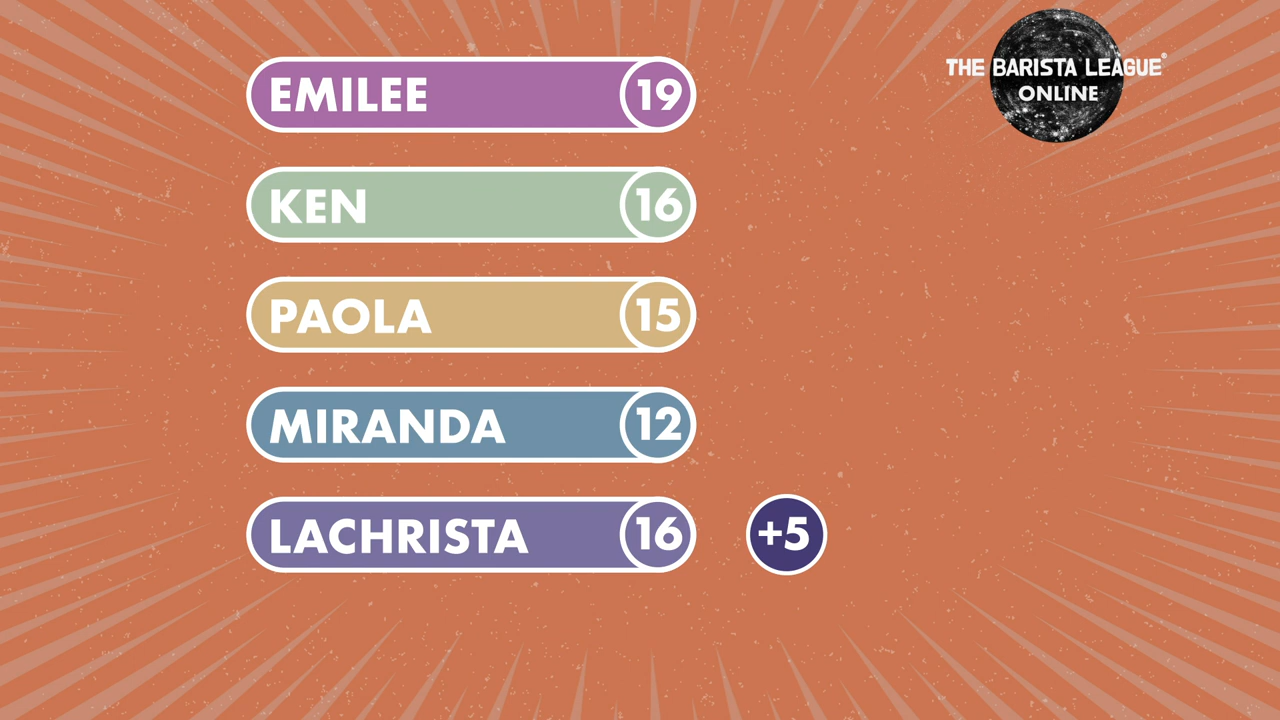 THE BARISTA LEAGUE®
ONLINE
EMILEE 19
KEN 16
PAOLA 15
MIRANDA 12
LACHRISTA 16 +5